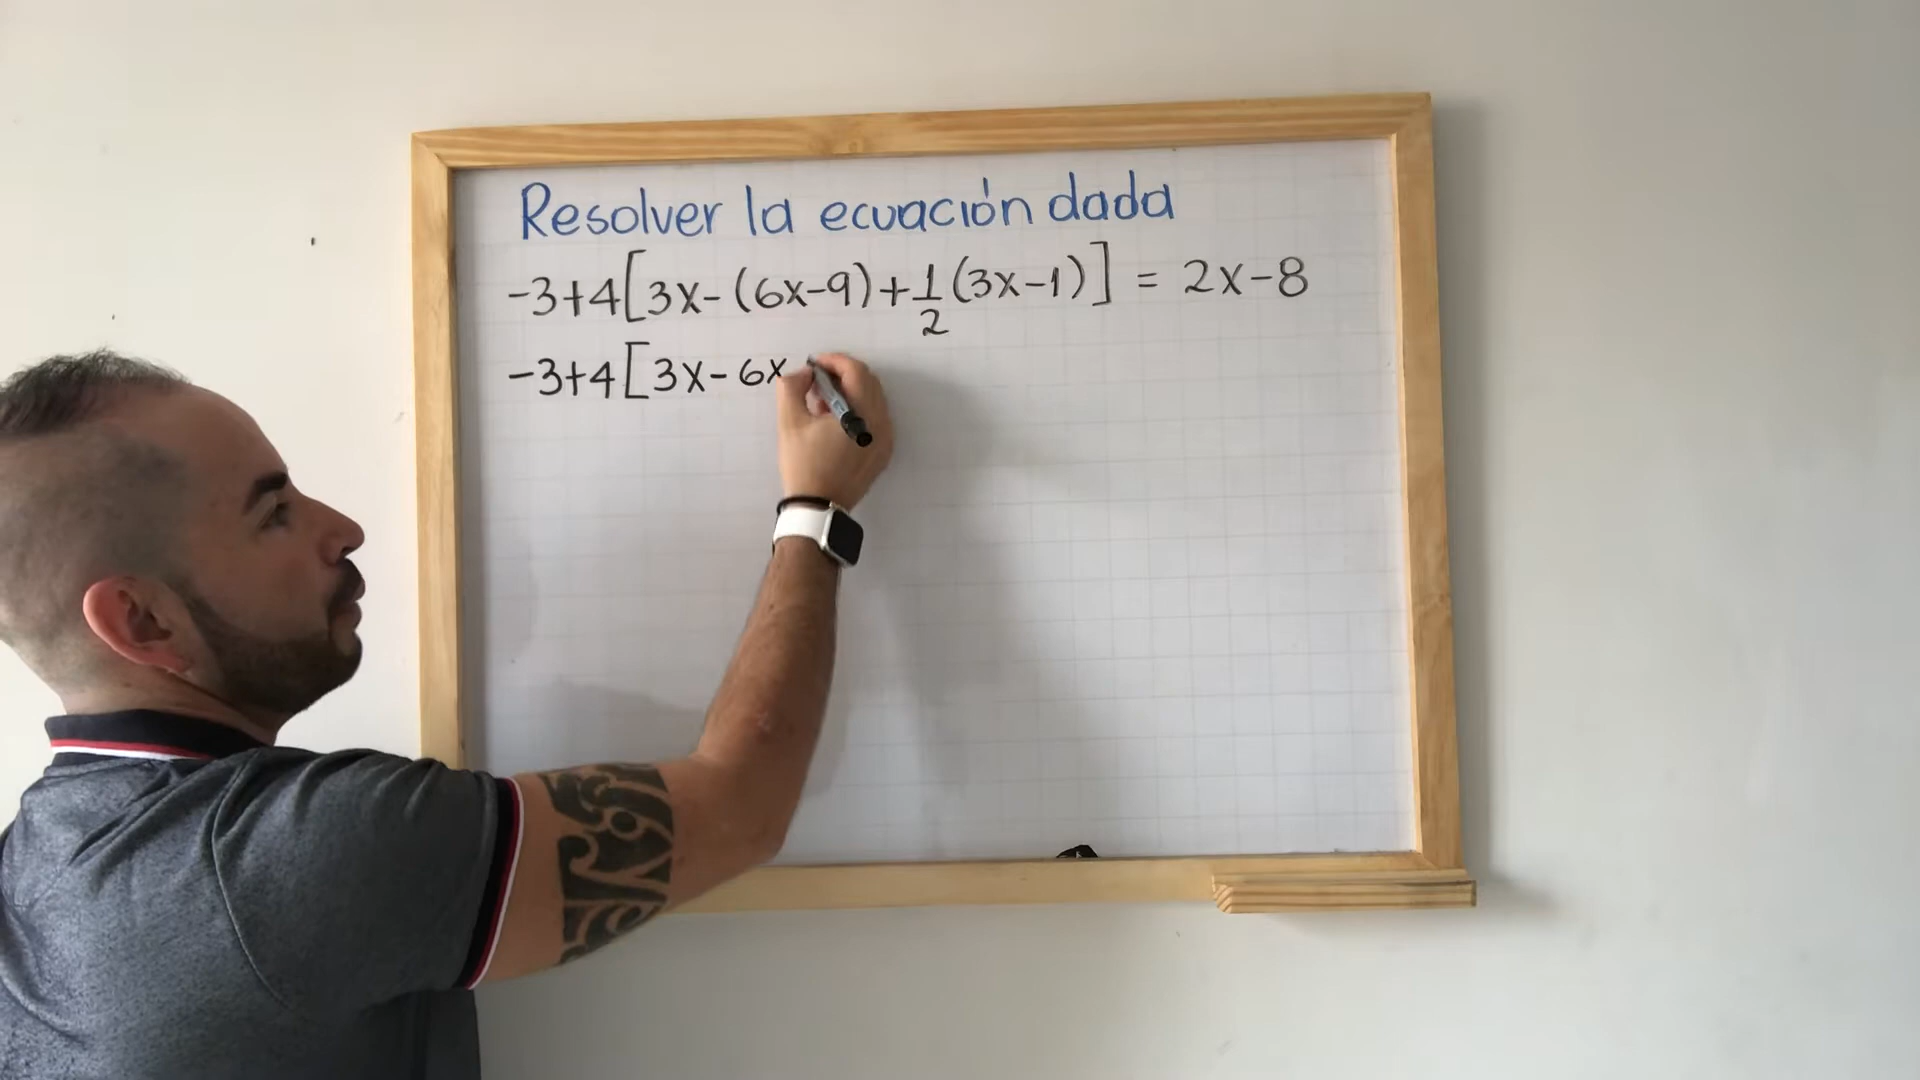 Resolver la ecuación dada
-3+4[3x-(6x-9)+1/2(3x-1)] = 2x-8
-3+4[3x-6x